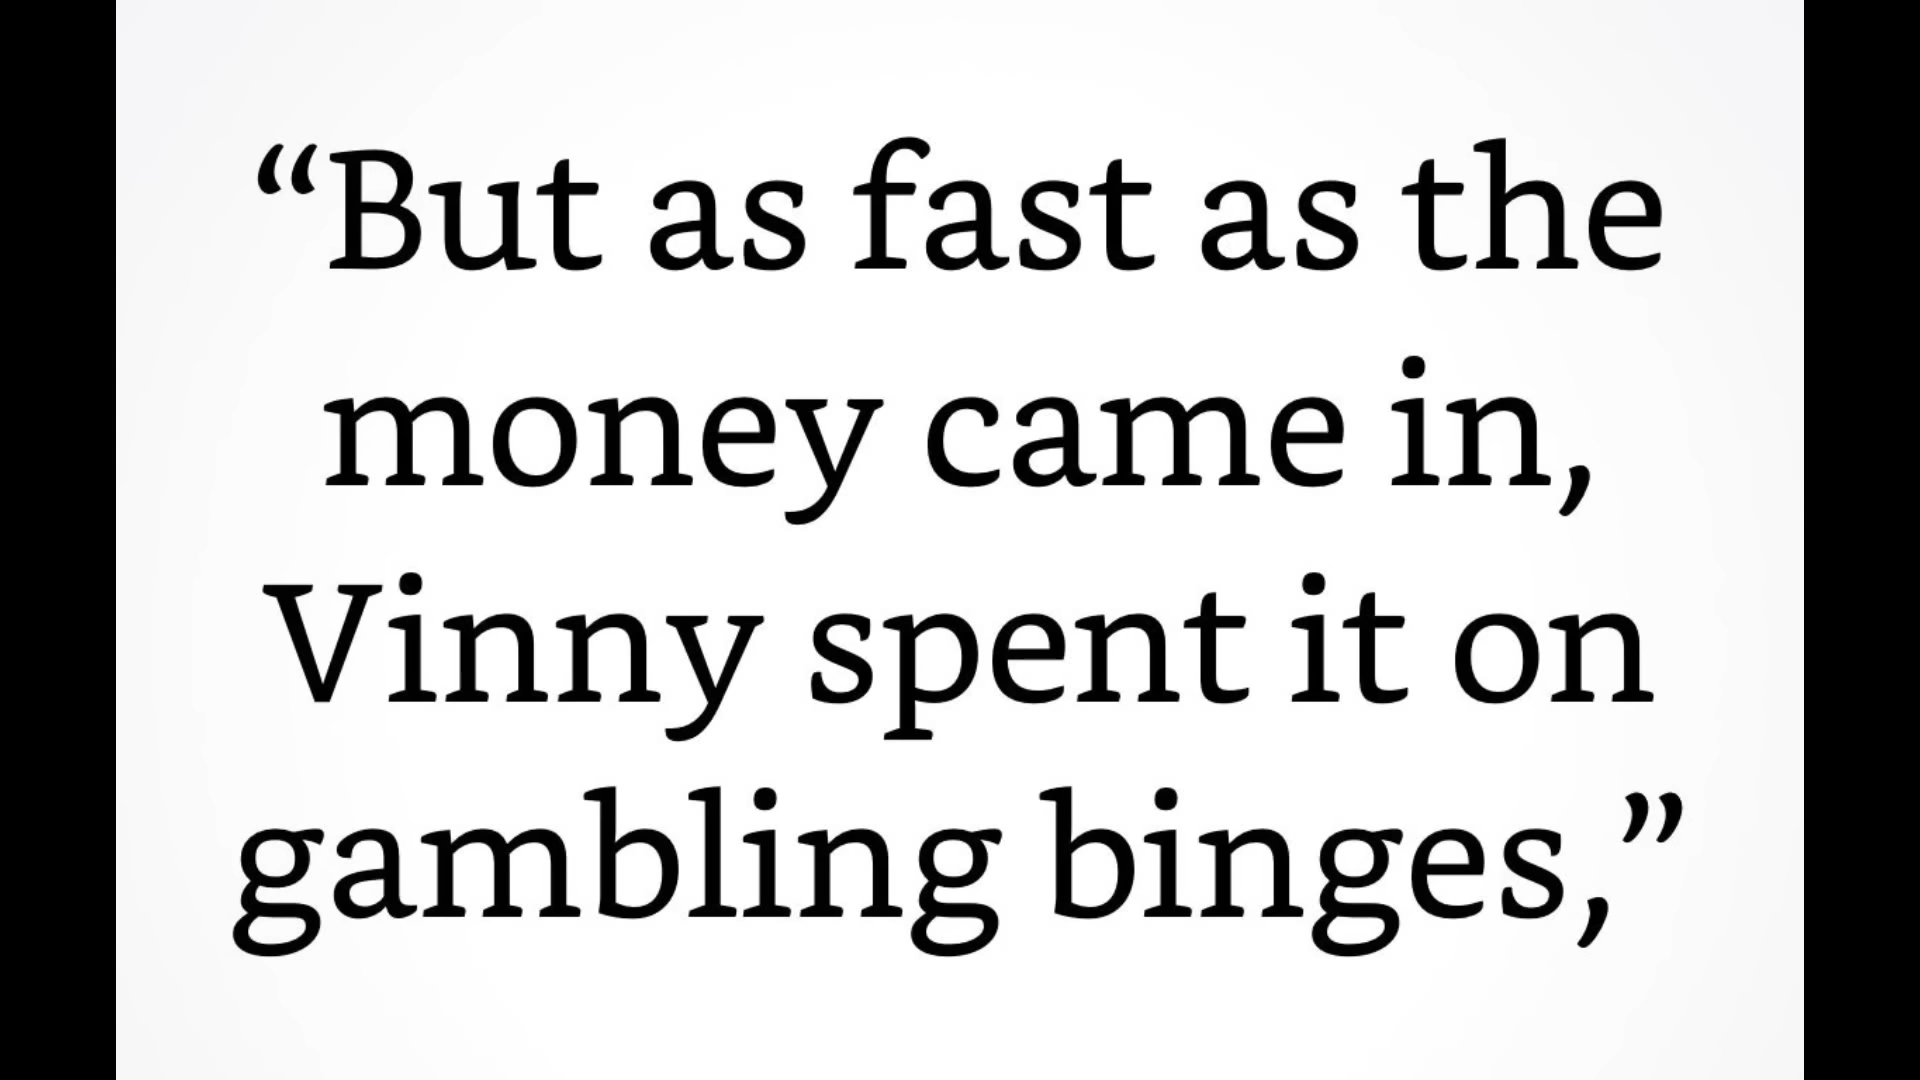 “But as fast as the
money came in,
Vinny spent it on
gambling binges,”